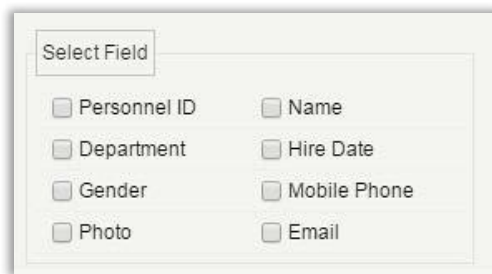 Select Field
Personnel ID Name
Department Hire Date
Gender Mobile Phone
Photo Email